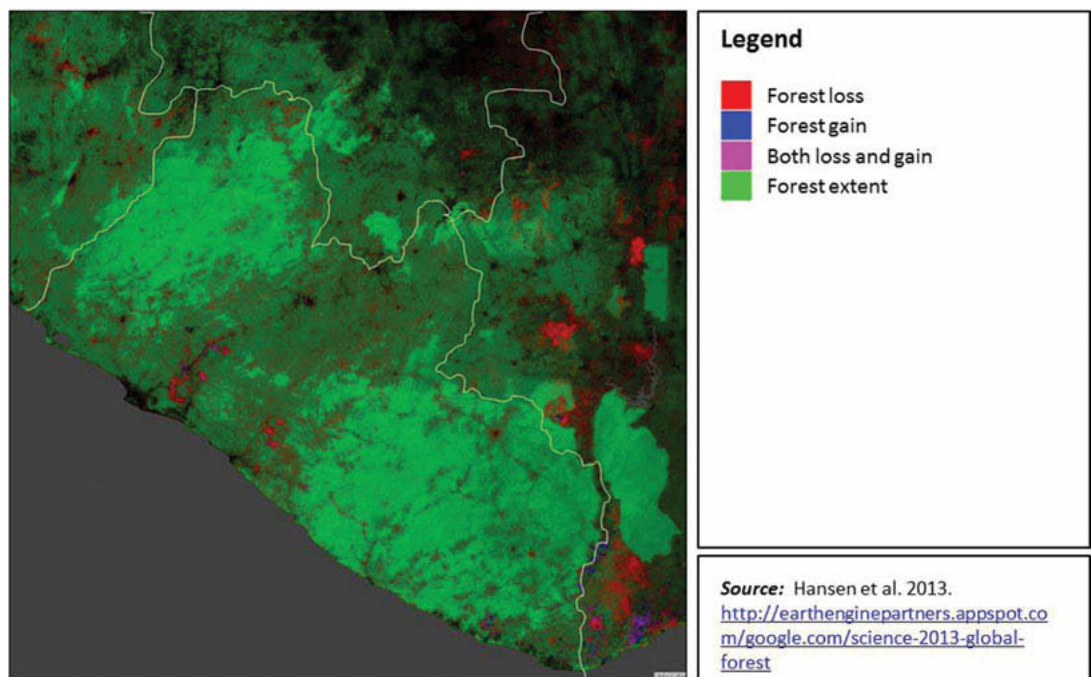 Legend
Forest loss
Forest gain
Both loss and gain
Forest extent
Source: Hansen et al. 2013.
http://earthenginepartners.appspot.co
m/google.com/science-2013-global-
forest